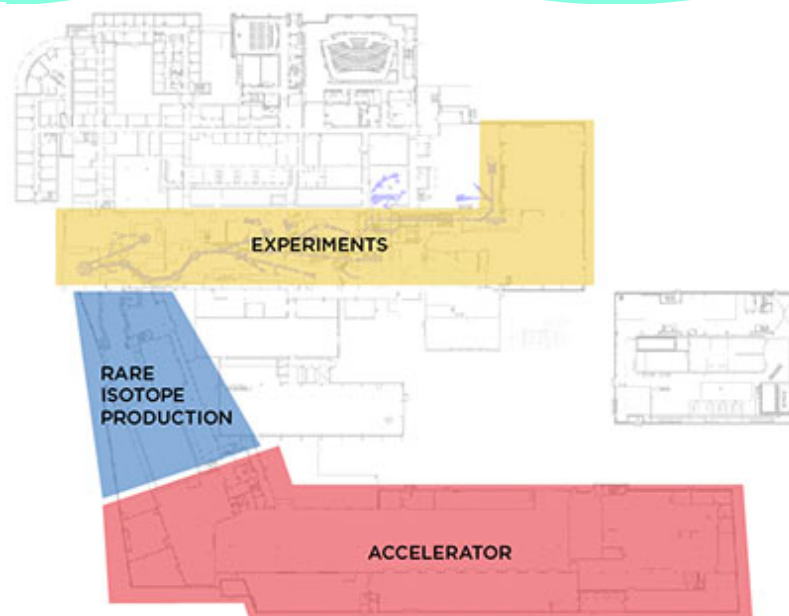 EXPERIMENTS
RARE
ISOTOPE
PRODUCTION
ACCELERATOR